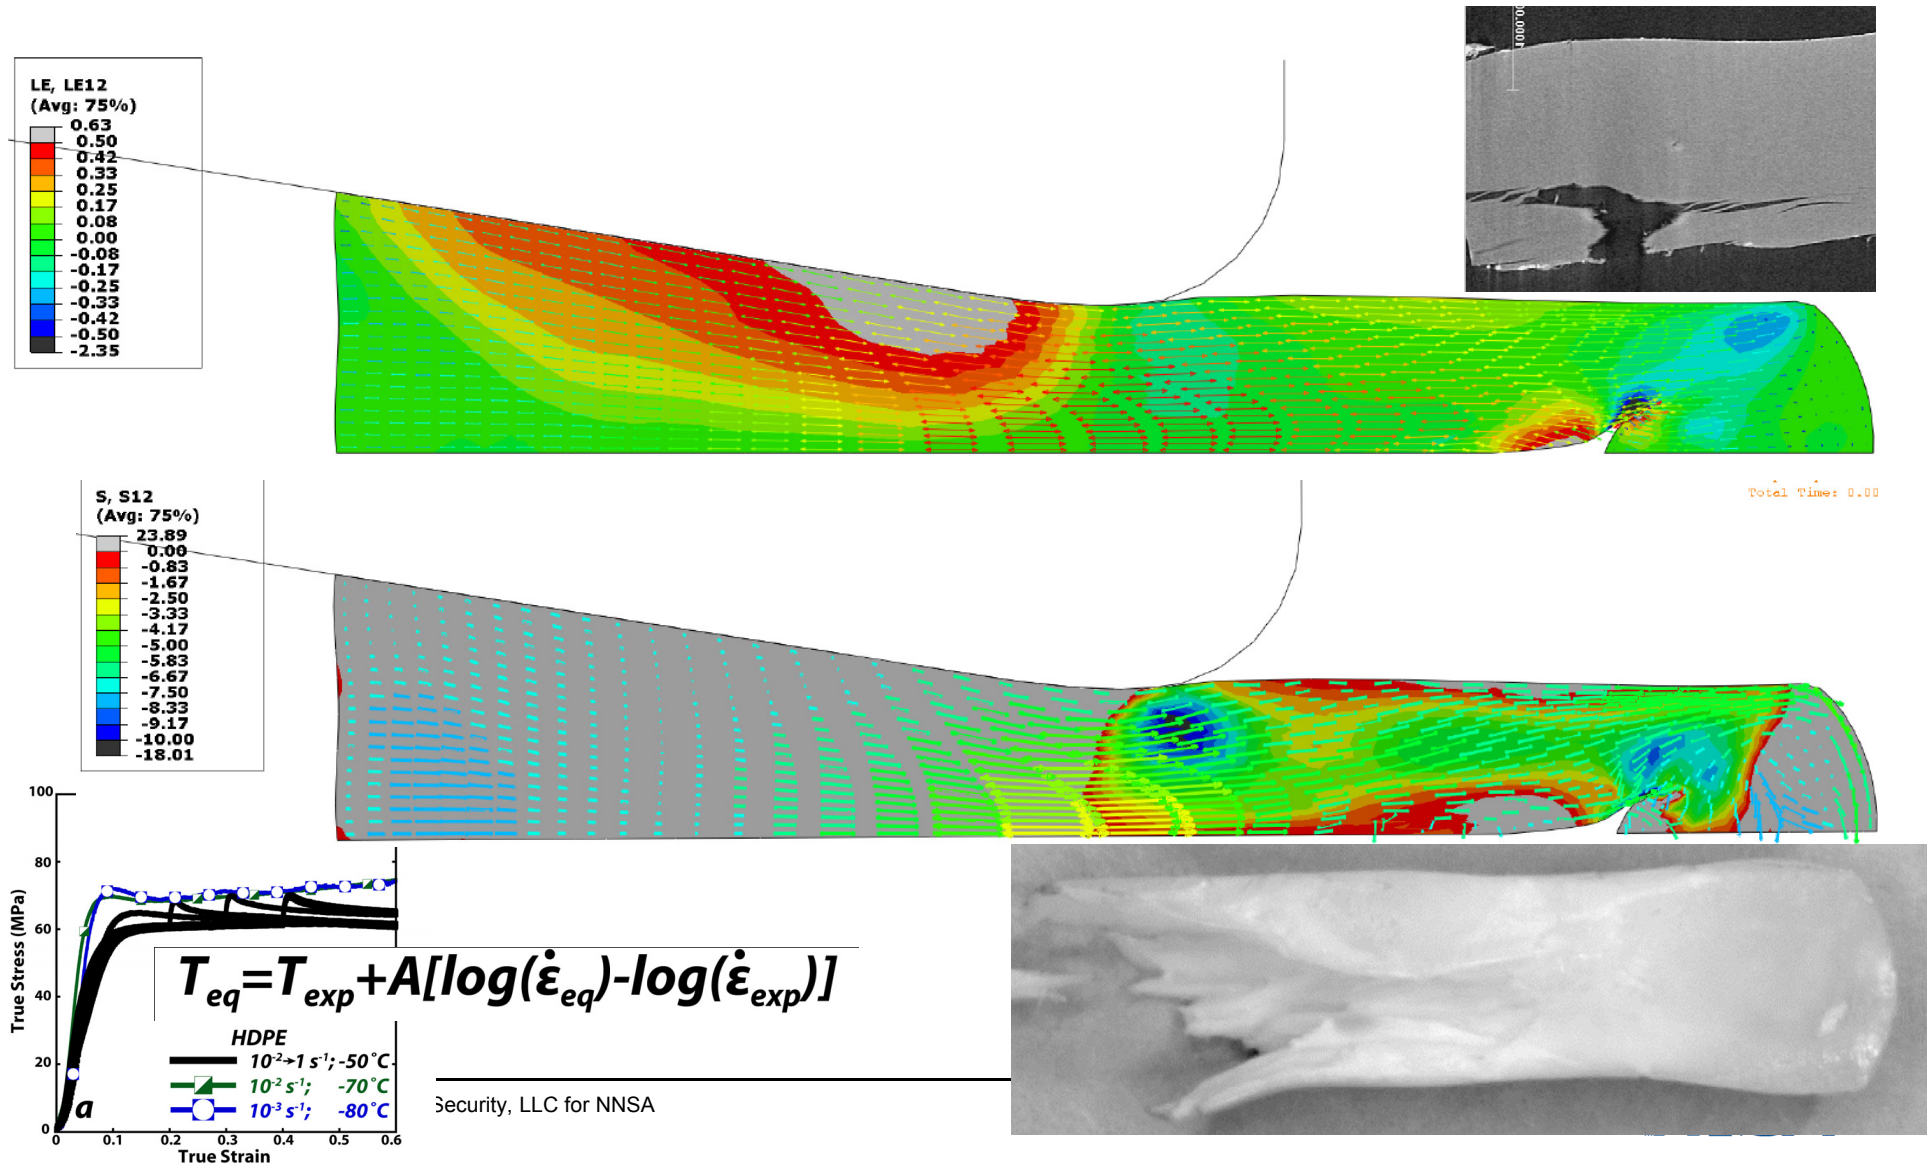 LE, LE12
(Avg: 75%)
0.63
0.50
0.42
0.33
0.25
0.17
0.08
0.00
-0.08
-0.17
-0.25
-0.33
-0.42
-0.50
-2.35
Total Time: 0.00
S, S12
(Avg: 75%)
23.89
0.00
-0.83
-1.67
-2.50
-3.33
-4.17
-5.00
-5.83
-6.67
-7.50
-8.33
-9.17
-10.00
-18.01
100
80
60
40
20
0
True Stress (MPa)
T_eq=T_exp+A[log(ε̇_eq)-log(ε̇_exp)]
HDPE
10⁻²→1 s⁻¹; -50˚C
10⁻² s⁻¹; -70˚C
10⁻³ s⁻¹; -80˚C
a
0 0.1 0.2 0.3 0.4 0.5 0.6
True Strain
Security, LLC for NNSA